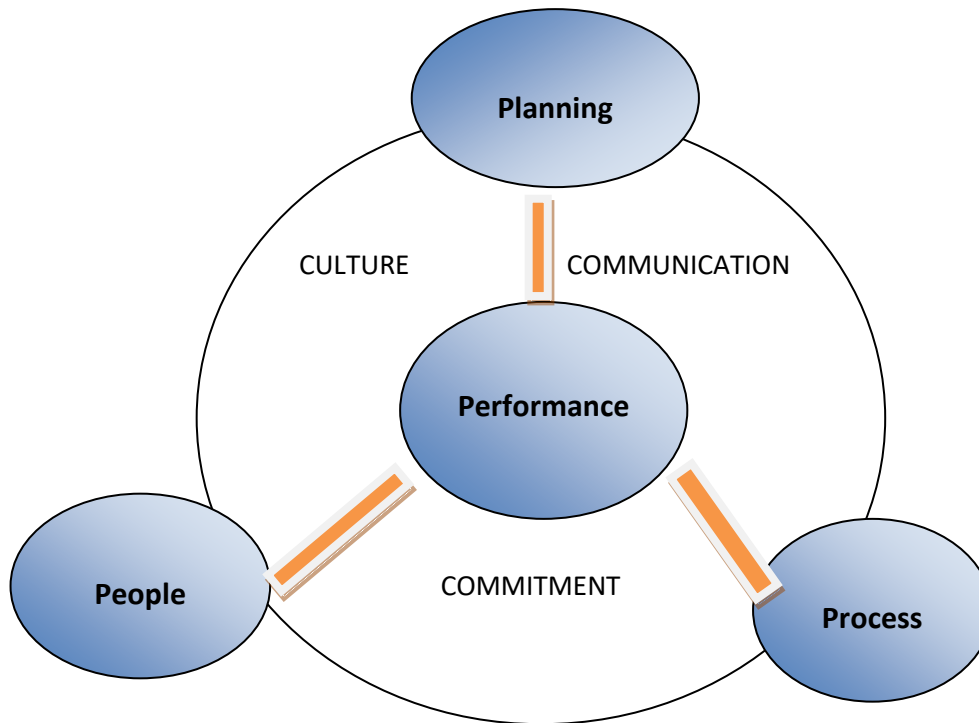 Planning
CULTURE
COMMUNICATION
Performance
People
COMMITMENT
Process